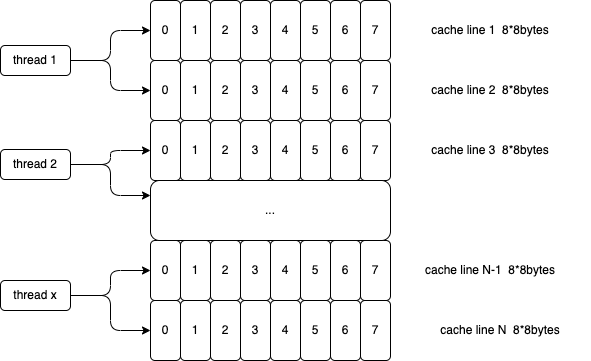 0 1 2 3 4 5 6 7 cache line 1 8*8bytes
thread 1
0 1 2 3 4 5 6 7 cache line 2 8*8bytes
0 1 2 3 4 5 6 7 cache line 3 8*8bytes
thread 2
...
0 1 2 3 4 5 6 7 cache line N-1 8*8bytes
thread x
0 1 2 3 4 5 6 7 cache line N 8*8bytes